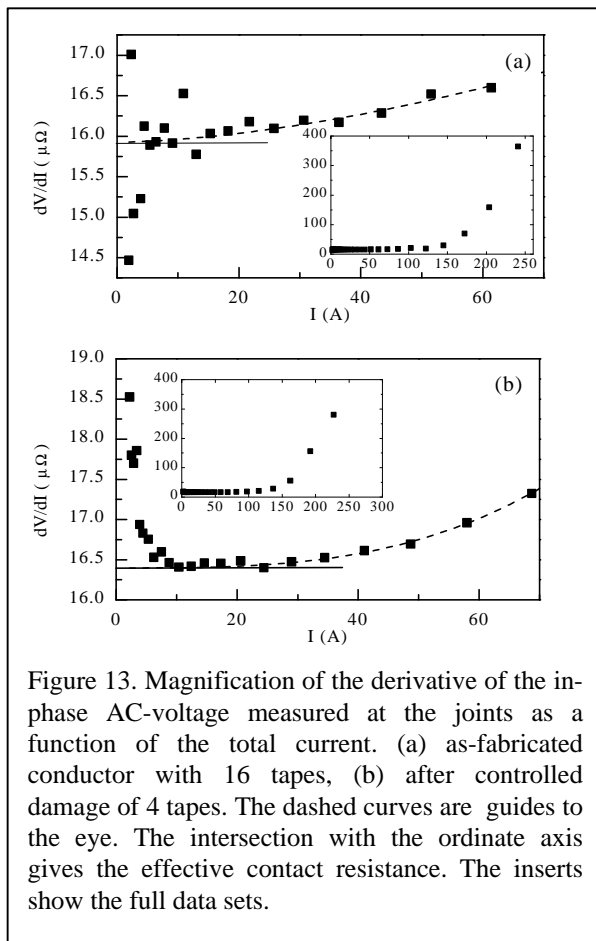 17.0
16.5
16.0
15.5
15.0
14.5
dV/dI ( μΩ )
(a)
400
300
200
100
0
0 50 100 150 200 250
0 20 40 60
I (A)
19.0
18.5
18.0
17.5
17.0
16.5
16.0
dV/dI ( μΩ )
(b)
400
300
200
100
0
0 50 100 150 200 250 300
0 20 40 60
I (A)
Figure 13. Magnification of the derivative of the in-
phase AC-voltage measured at the joints as a
function of the total current. (a) as-fabricated
conductor with 16 tapes, (b) after controlled
damage of 4 tapes. The dashed curves are guides to
the eye. The intersection with the ordinate axis
gives the effective contact resistance. The inserts
show the full data sets.